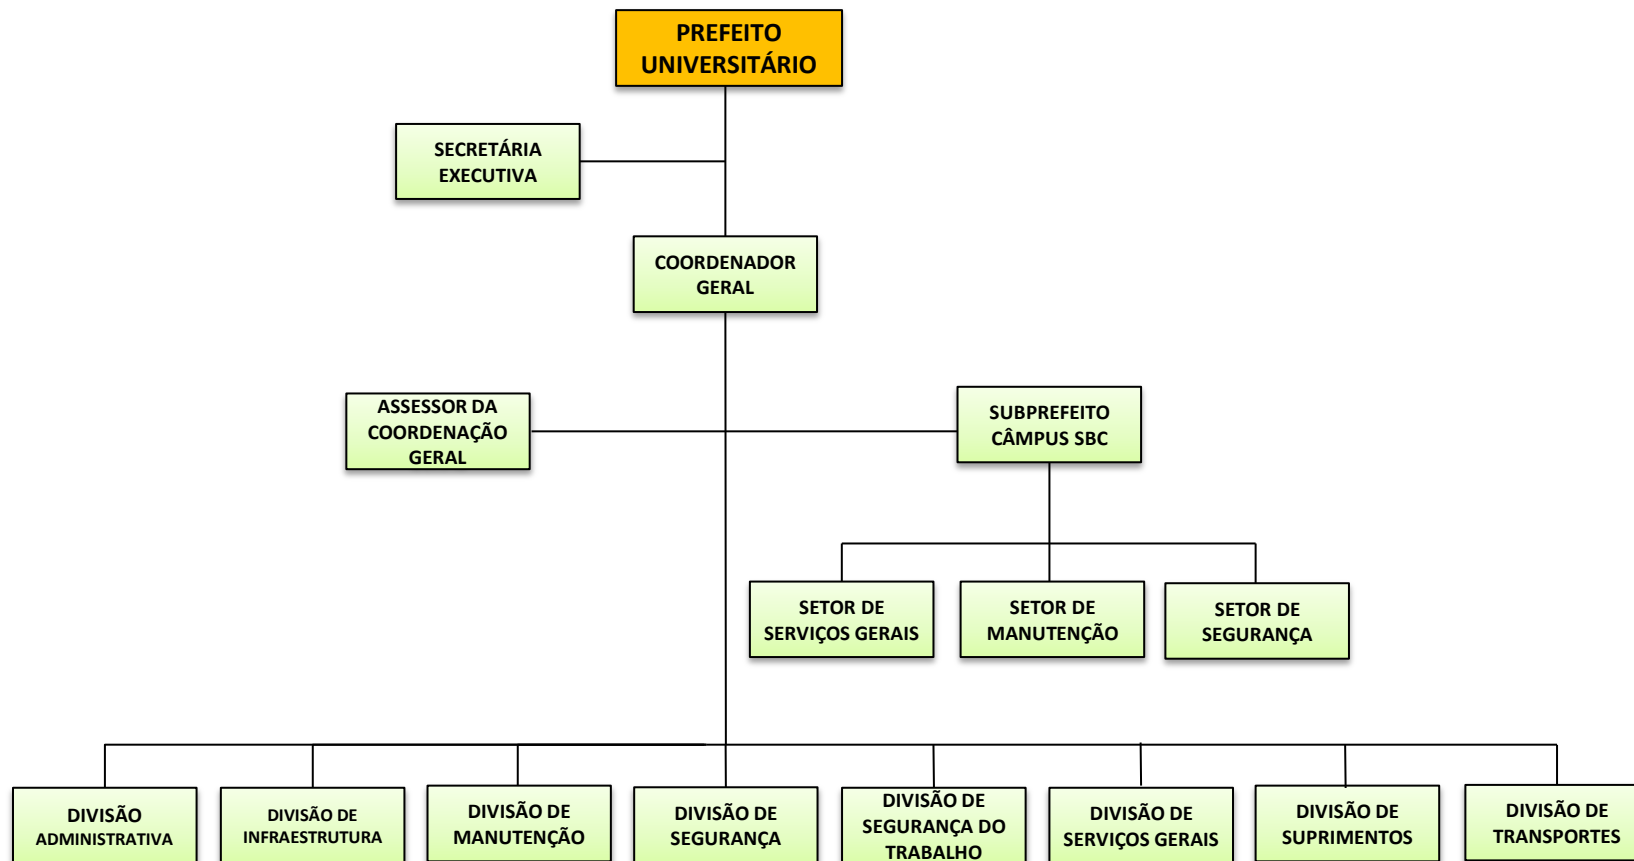 PREFEITO
UNIVERSITÁRIO
SECRETÁRIA
EXECUTIVA
COORDENADOR
GERAL
ASSESSOR DA
COORDENAÇÃO
GERAL
SUBPREFEITO
CÂMPUS SBC
SETOR DE
SERVIÇOS GERAIS
SETOR DE
MANUTENÇÃO
SETOR DE
SEGURANÇA
DIVISÃO
ADMINISTRATIVA
DIVISÃO DE
INFRAESTRUTURA
DIVISÃO DE
MANUTENÇÃO
DIVISÃO DE
SEGURANÇA
DIVISÃO DE
SEGURANÇA DO
TRABALHO
DIVISÃO DE
SERVIÇOS GERAIS
DIVISÃO DE
SUPRIMENTOS
DIVISÃO DE
TRANSPORTES